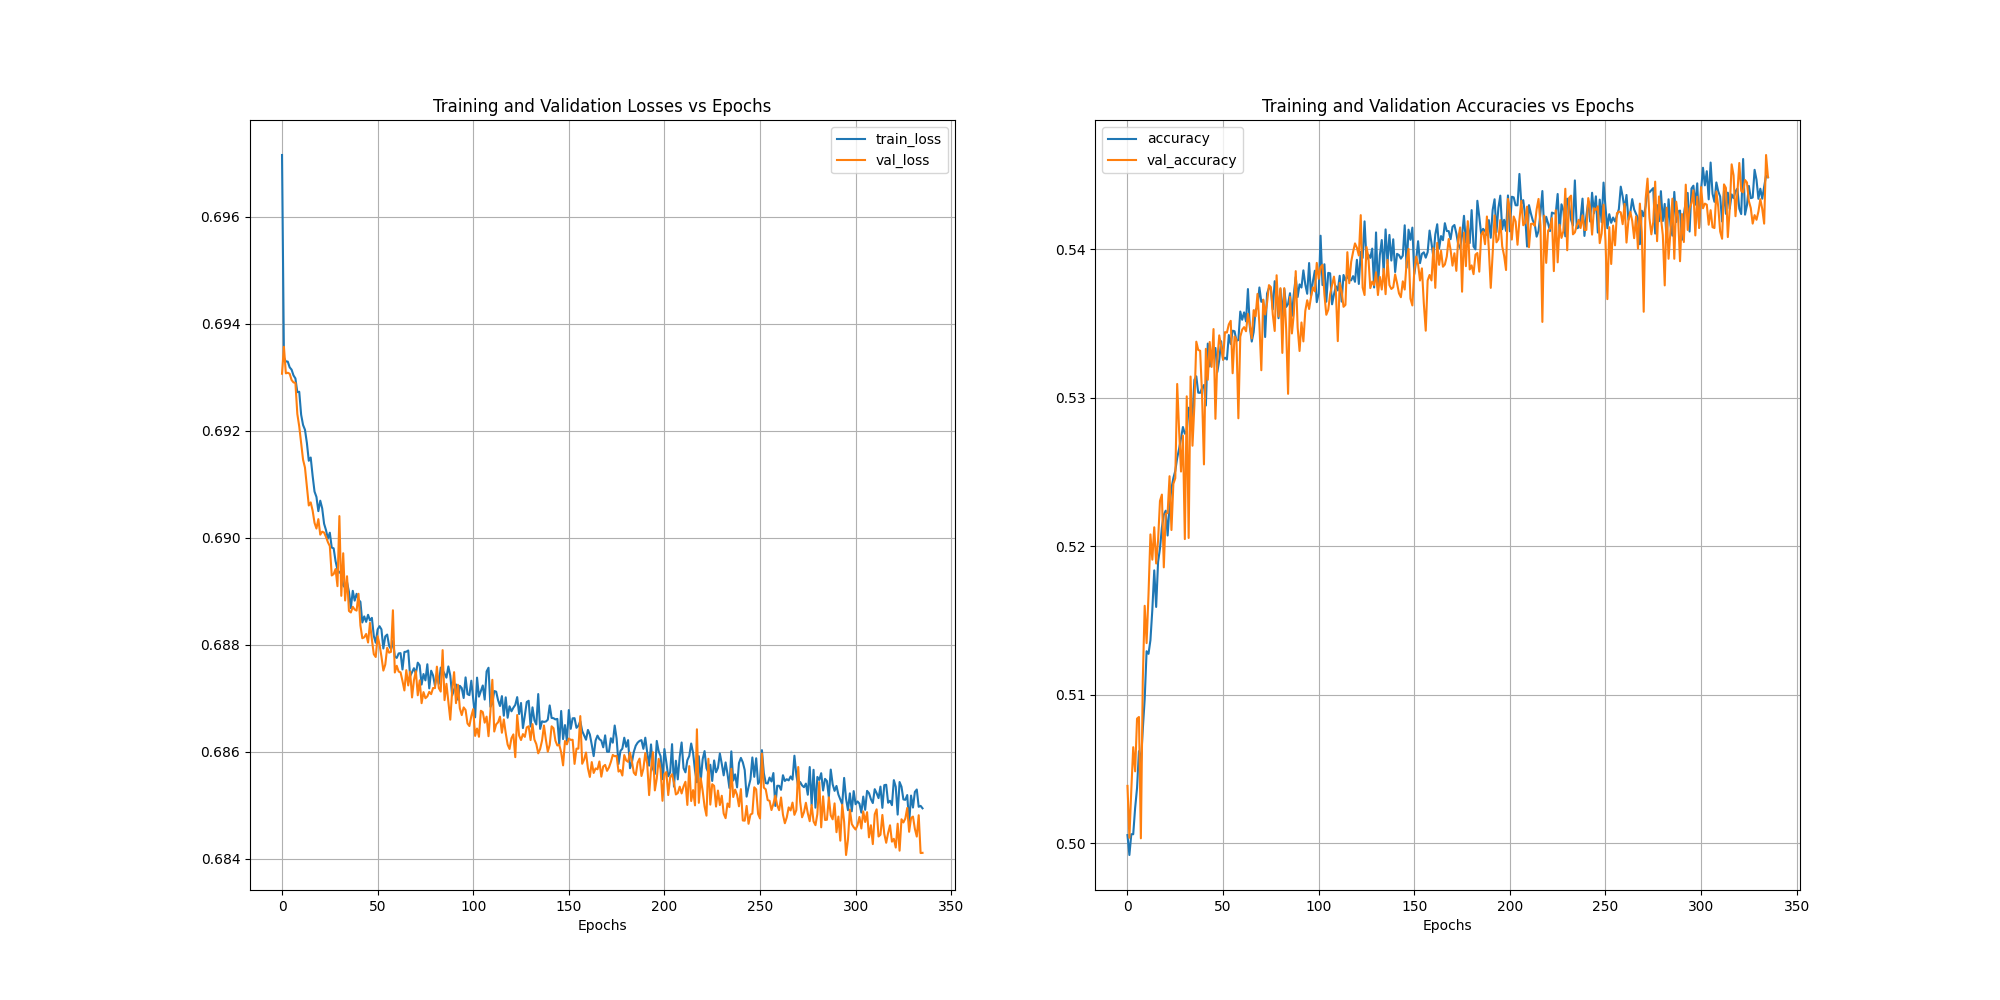 Training and Validation Losses vs Epochs
train_loss
val_loss
0.696
0.694
0.692
0.690
0.688
0.686
0.684
0 50 100 150 200 250 300 350
Epochs
Training and Validation Accuracies vs Epochs
accuracy
val_accuracy
0.54
0.53
0.52
0.51
0.50
0 50 100 150 200 250 300 350
Epochs